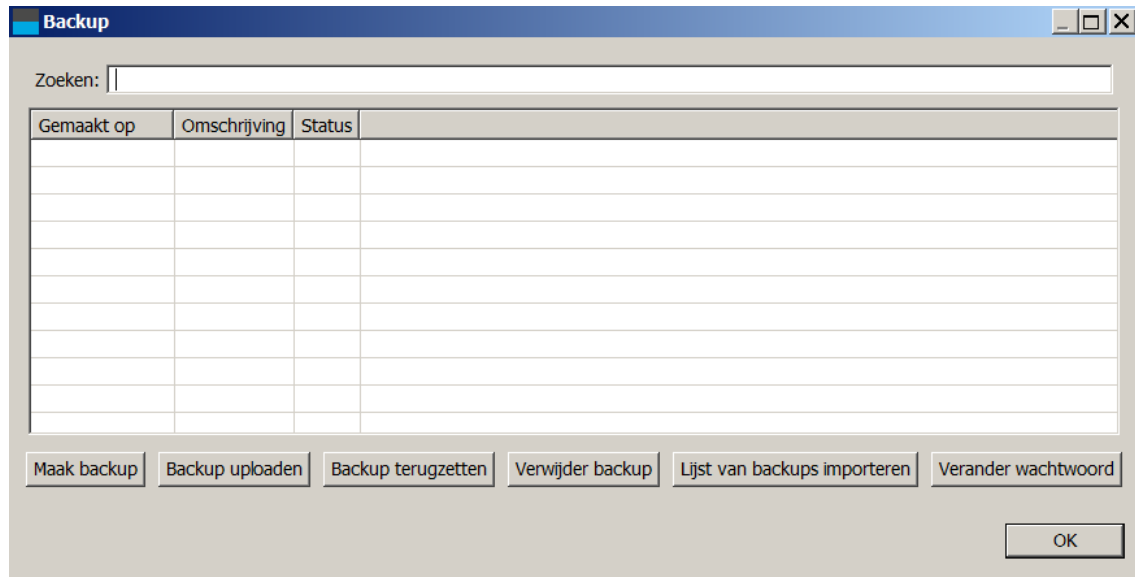 Backup
Zoeken:
Gemaakt op Omschrijving Status
Maak backup Backup uploaden Backup terugzetten Verwijder backup Lijst van backups importeren Verander wachtwoord
OK